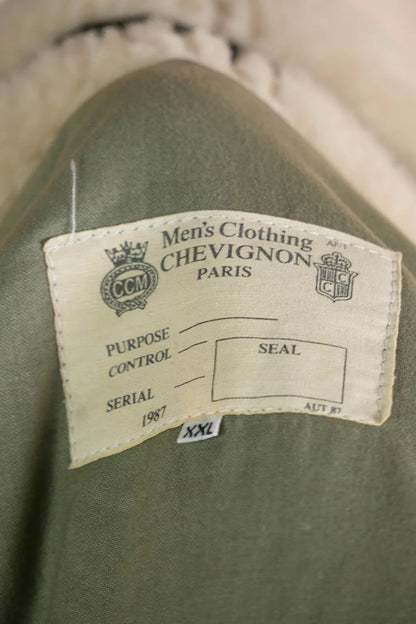 Men's Clothing
CHEVIGNON
PARIS
CCM
PURPOSE
CONTROL
SEAL
SERIAL
1987
AUT 87
XXL